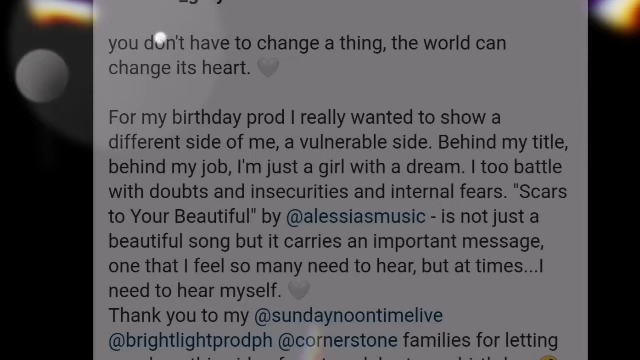 you don't have to change a thing, the world can
change its heart. 🤍
For my birthday prod I really wanted to show a
different side of me, a vulnerable side. Behind my title,
behind my job, I'm just a girl with a dream. I too battle
with doubts and insecurities and internal fears. "Scars
to Your Beautiful" by @alessiasmusic - is not just a
beautiful song but it carries an important message,
one that I feel so many need to hear, but at times...I
need to hear myself. 🤍
Thank you to my @sundaynoontimelive
@brightlightprodph @cornerstone families for letting